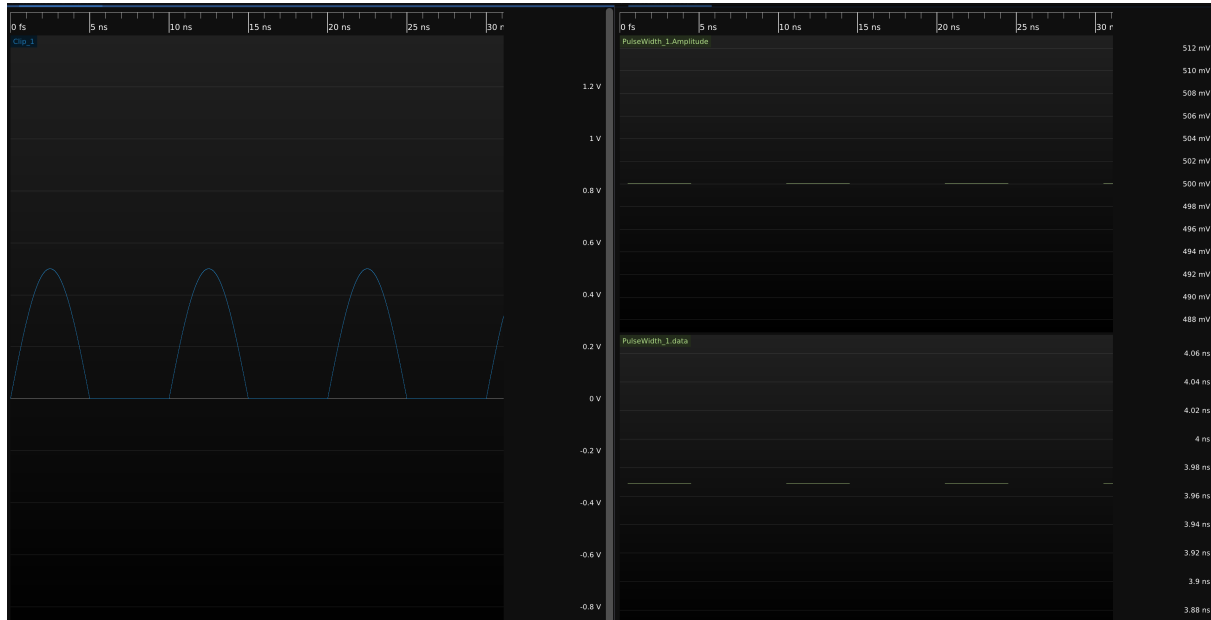 0 fs 5 ns 10 ns 15 ns 20 ns 25 ns 30 n
Clip_1
1.2 V
1 V
0.8 V
0.6 V
0.4 V
0.2 V
0 V
-0.2 V
-0.4 V
-0.6 V
-0.8 V
0 fs 5 ns 10 ns 15 ns 20 ns 25 ns 30 n
PulseWidth_1.Amplitude
512 mV
510 mV
508 mV
506 mV
504 mV
502 mV
500 mV
498 mV
496 mV
494 mV
492 mV
490 mV
488 mV
PulseWidth_1.data
4.06 ns
4.04 ns
4.02 ns
4 ns
3.98 ns
3.96 ns
3.94 ns
3.92 ns
3.9 ns
3.88 ns